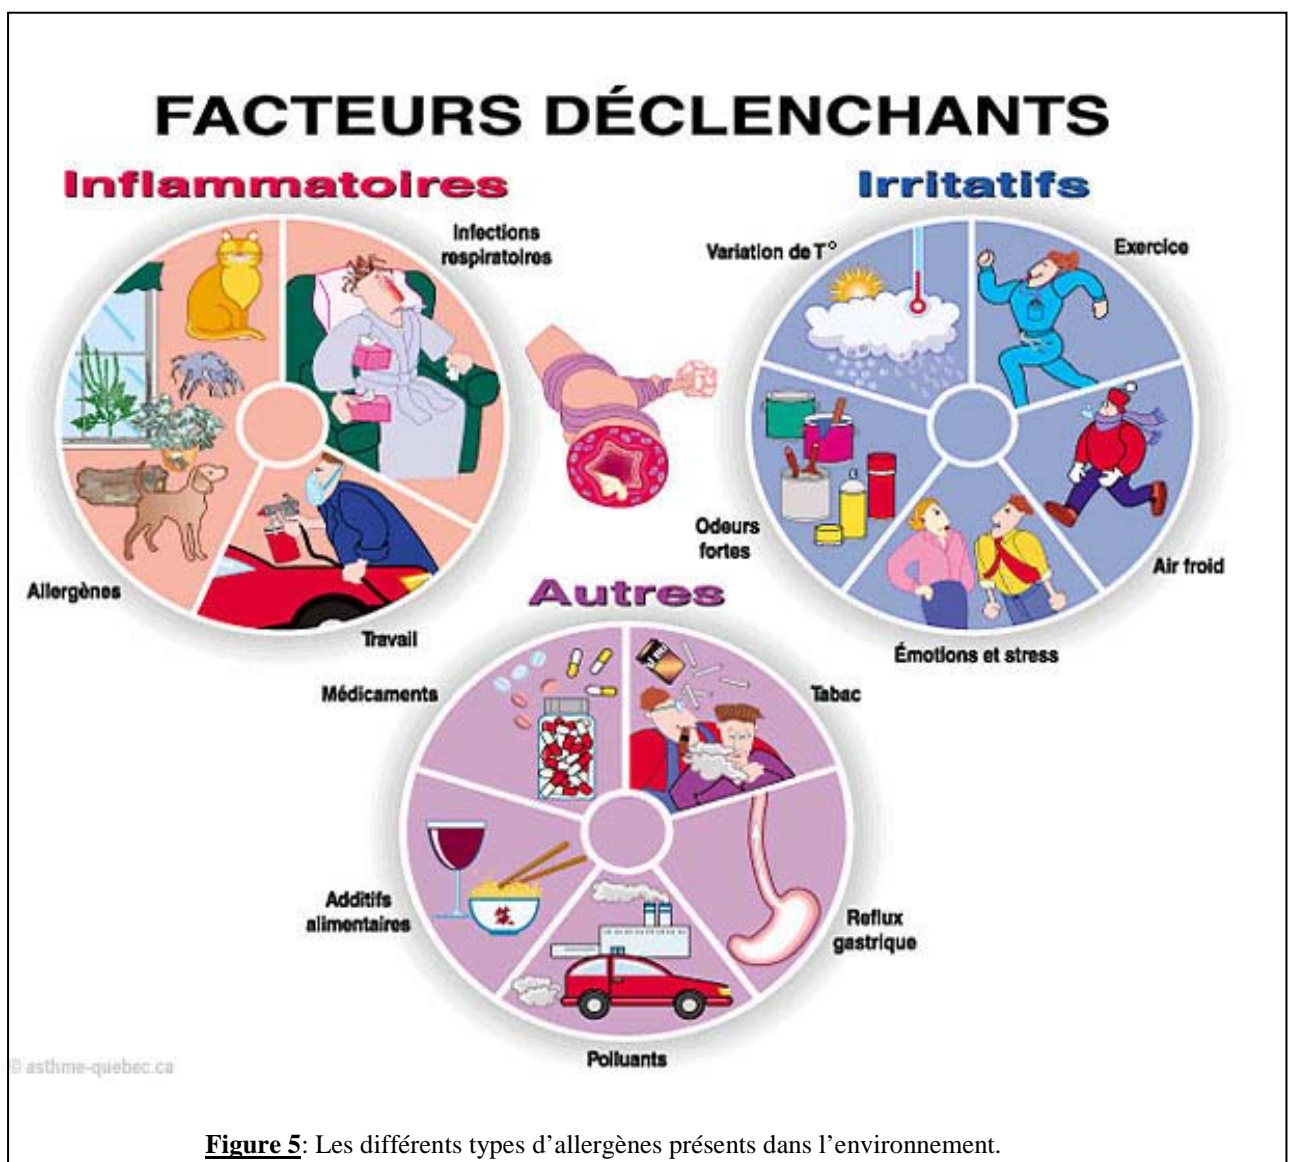 FACTEURS DÉCLENCHANTS
Inflammatoires
Infections
respiratoires
Allergènes
Travail
Irritatifs
Variation de T°
Exercice
Odeurs
fortes
Air froid
Émotions et stress
Autres
Médicaments
Tabac
Additifs
alimentaires
Reflux
gastrique
Polluants
© asthme-quebec.ca
Figure 5: Les différents types d'allergènes présents dans l'environnement.